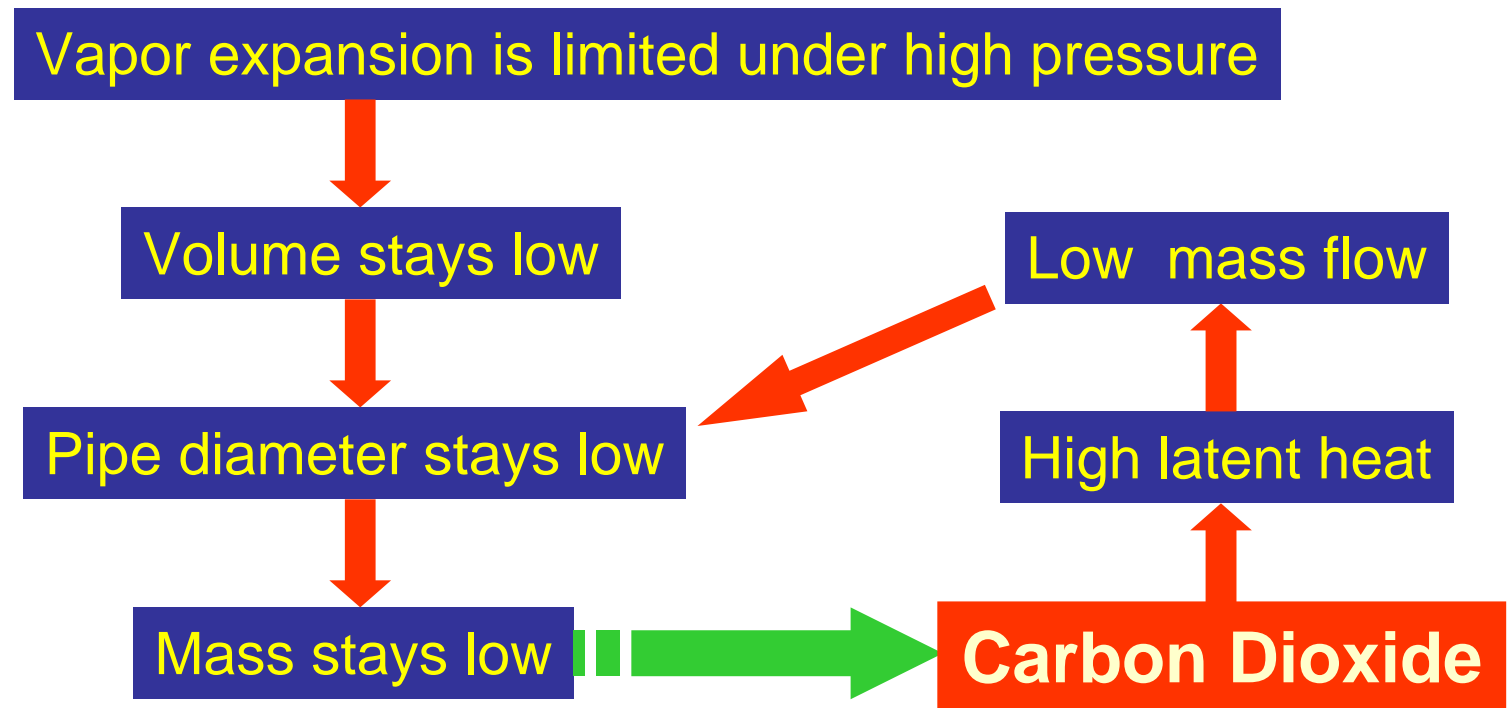 Vapor expansion is limited under high pressure
Volume stays low
Low mass flow
Pipe diameter stays low
High latent heat
Mass stays low
Carbon Dioxide